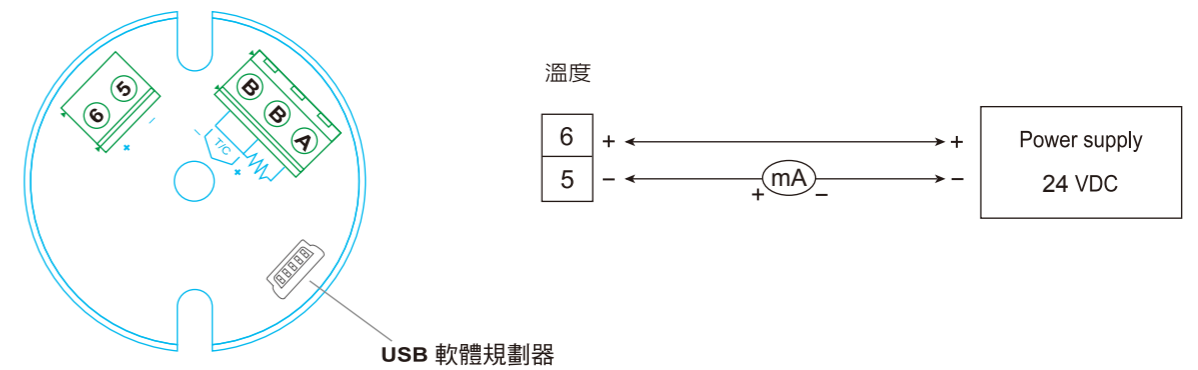 6 5
B B A
T/C
USB 軟體規劃器
溫度
6 + +
5 − mA −
+ −
Power supply
24 VDC